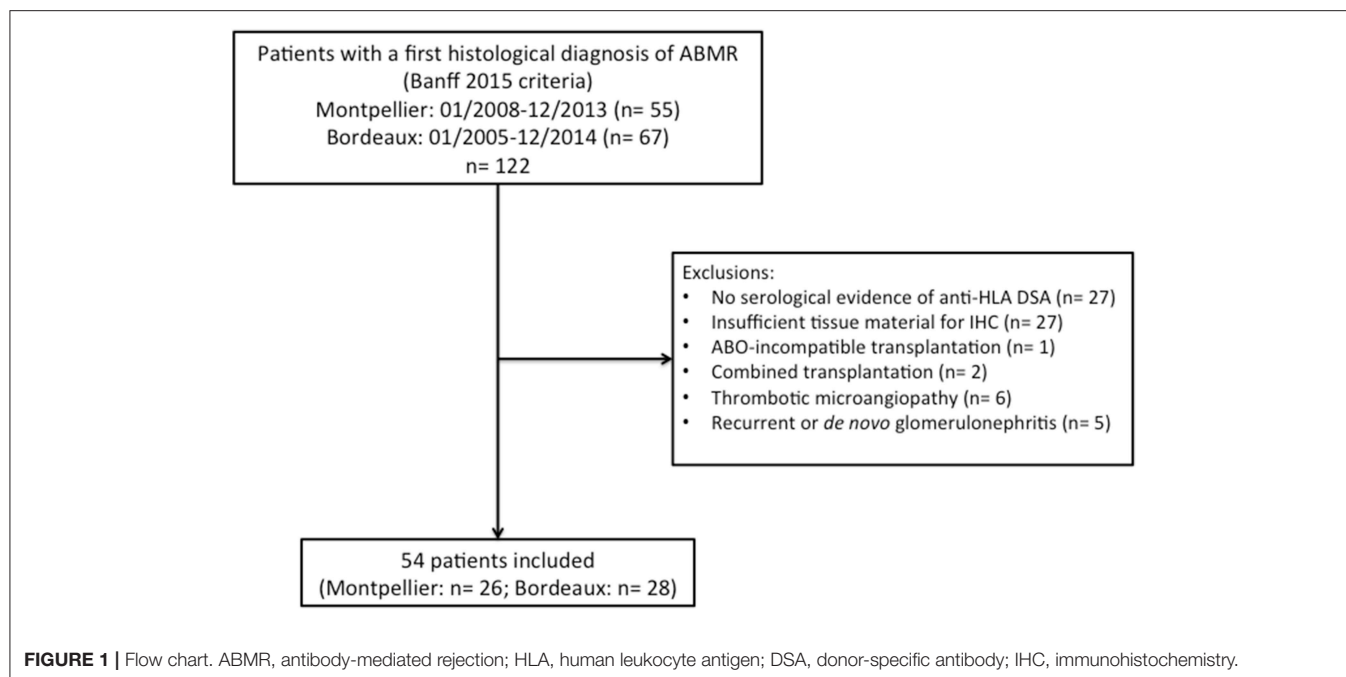 Patients with a first histological diagnosis of ABMR
(Banff 2015 criteria)
Montpellier: 01/2008-12/2013 (n= 55)
Bordeaux: 01/2005-12/2014 (n= 67)
n= 122
Exclusions:
• No serological evidence of anti-HLA DSA (n= 27)
• Insufficient tissue material for IHC (n= 27)
• ABO-incompatible transplantation (n= 1)
• Combined transplantation (n= 2)
• Thrombotic microangiopathy (n= 6)
• Recurrent or de novo glomerulonephritis (n= 5)
54 patients included
(Montpellier: n= 26; Bordeaux: n= 28)
FIGURE 1 | Flow chart. ABMR, antibody-mediated rejection; HLA, human leukocyte antigen; DSA, donor-specific antibody; IHC, immunohistochemistry.